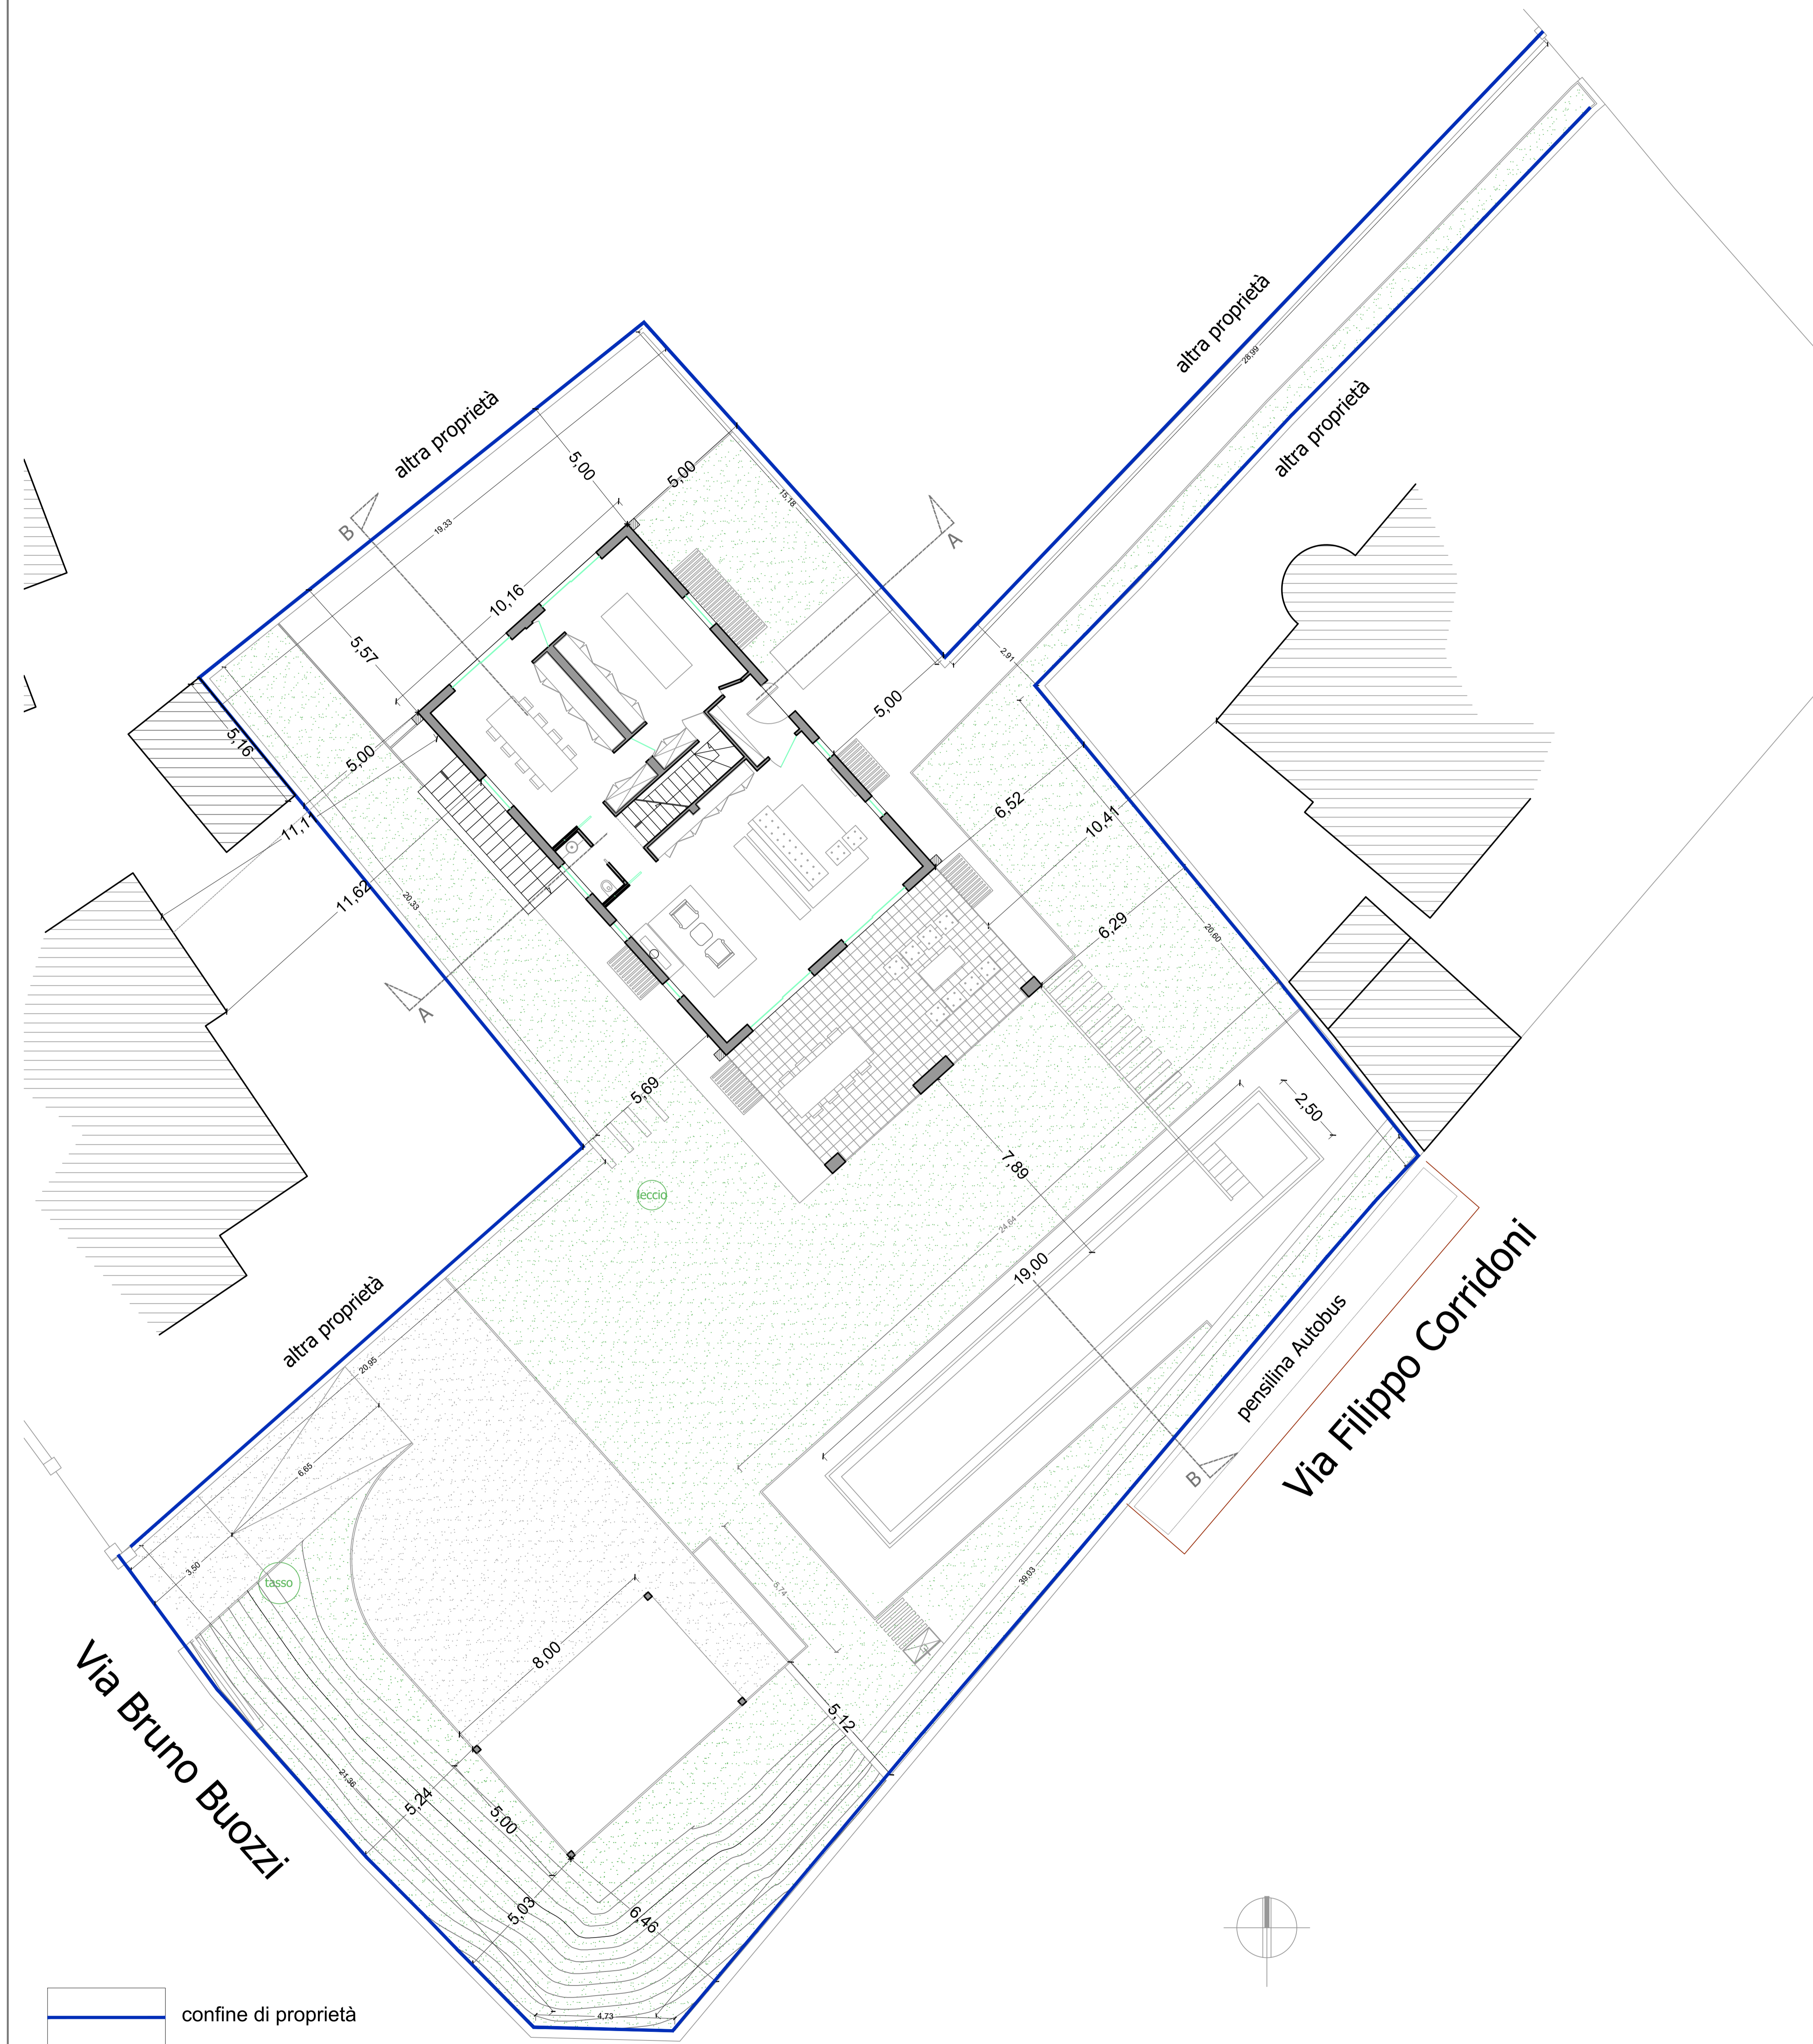 altra proprietà
28,99
altra proprietà
altra proprietà
5,00
5,00
15,18
19,33
B
A
10,16
5,57
2,91
5,00
5,16
5,00
11,1
6,52
10,41
11,62
20,33
6,29
20,60
A
5,69
2,50
7,89
leccio
24,64
19,00
altra proprietà
20,95
pensilina Autobus
Via Filippo Corridoni
B
6,65
3,50
tasso
5,74
39,03
8,00
5,12
Via Bruno Buozzi
21,36
5,24
5,00
5,03
6,46
4,73
confine di proprietà